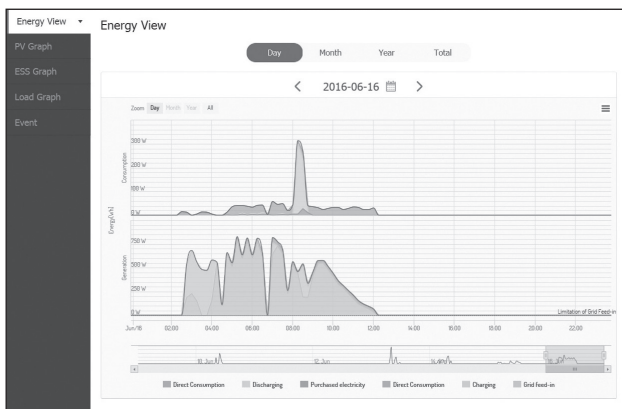 Energy View
PV Graph
ESS Graph
Load Graph
Event
Energy View
Day Month Year Total
2016-06-16
Zoom Day Month Year All
Consumption
300 W
200 W
100 W
0 W
Energy[Wh]
Generation
750 W
500 W
250 W
0 W
Limitation of Grid Feed-in
Jun/16 02:00 04:00 06:00 08:00 10:00 12:00 14:00 16:00 18:00 20:00 22:00
10. Jun 12. Jun 14. Jun
Direct Consumption Discharging Purchased electricity Direct Consumption Charging Grid feed-in